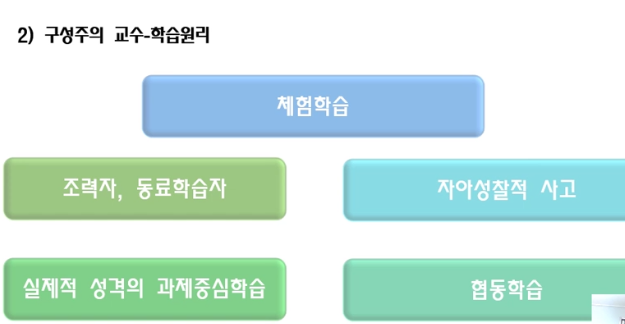 2) 구성주의 교수-학습원리
체험학습
조력자, 동료학습자
자아성찰적 사고
실제적 성격의 과제중심학습
협동학습